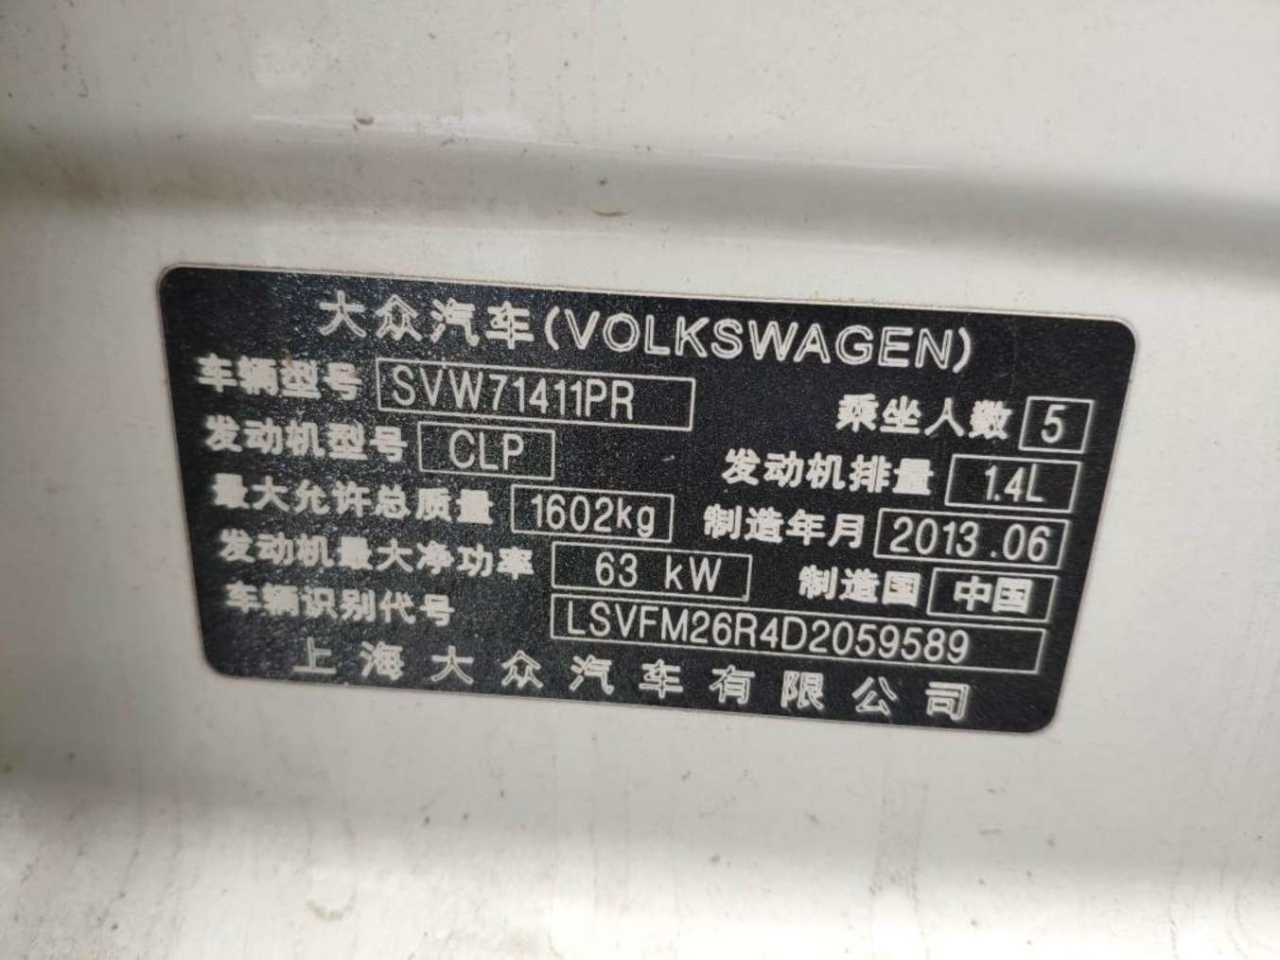 大众汽车(VOLKSWAGEN)
车辆型号 SVW71411PR 乘坐人数 5
发动机型号 CLP 发动机排量 1.4L
最大允许总质量 1602kg 制造年月 2013.06
发动机最大净功率 63 kW 制造国 中国
车辆识别代号 LSVFM26R4D2059589
上海大众汽车有限公司